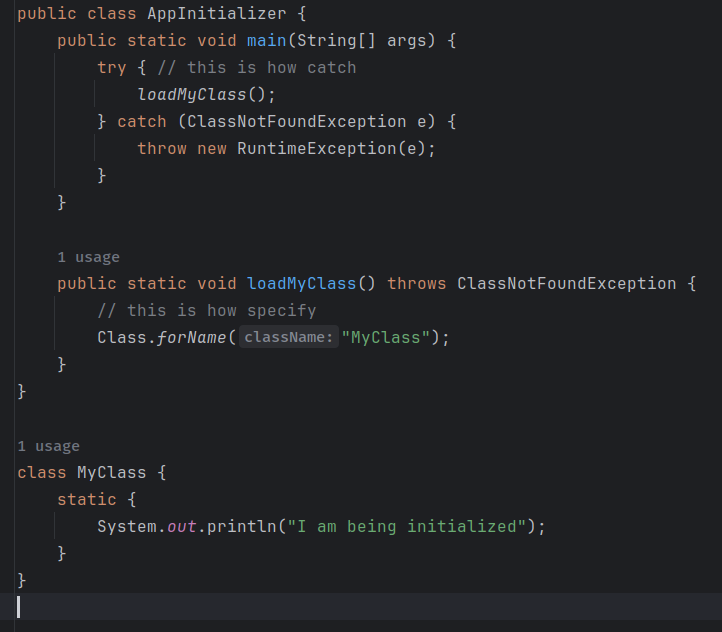 public class AppInitializer {
public static void main(String[] args) {
try { // this is how catch
loadMyClass();
} catch (ClassNotFoundException e) {
throw new RuntimeException(e);
}
}
1 usage
public static void loadMyClass() throws ClassNotFoundException {
// this is how specify
Class.forName( className: "MyClass");
}
}
1 usage
class MyClass {
static {
System.out.println("I am being initialized");
}
}